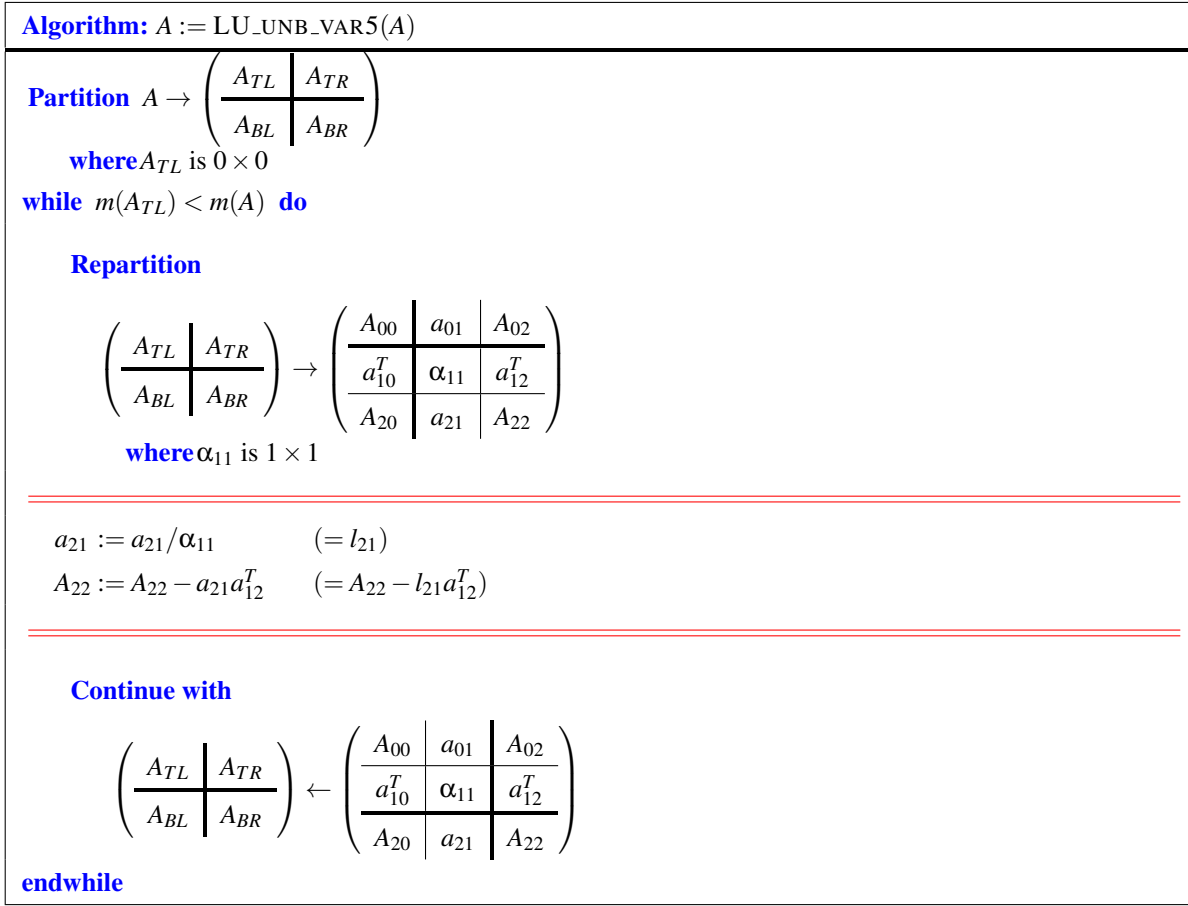 Algorithm: A := LU_UNB_VAR5(A)
Partition A → ( A_TL | A_TR
A_BL | A_BR )
where A_TL is 0 × 0
while m(A_TL) < m(A) do
Repartition
( A_TL | A_TR
A_BL | A_BR ) → ( A_00 | a_01 | A_02
a_10^T | α_11 | a_12^T
A_20 | a_21 | A_22 )
where α_11 is 1 × 1
a_21 := a_21/α_11 (= l_21)
A_22 := A_22 − a_21 a_12^T (= A_22 − l_21 a_12^T)
Continue with
( A_TL | A_TR
A_BL | A_BR ) ← ( A_00 | a_01 | A_02
a_10^T | α_11 | a_12^T
A_20 | a_21 | A_22 )
endwhile